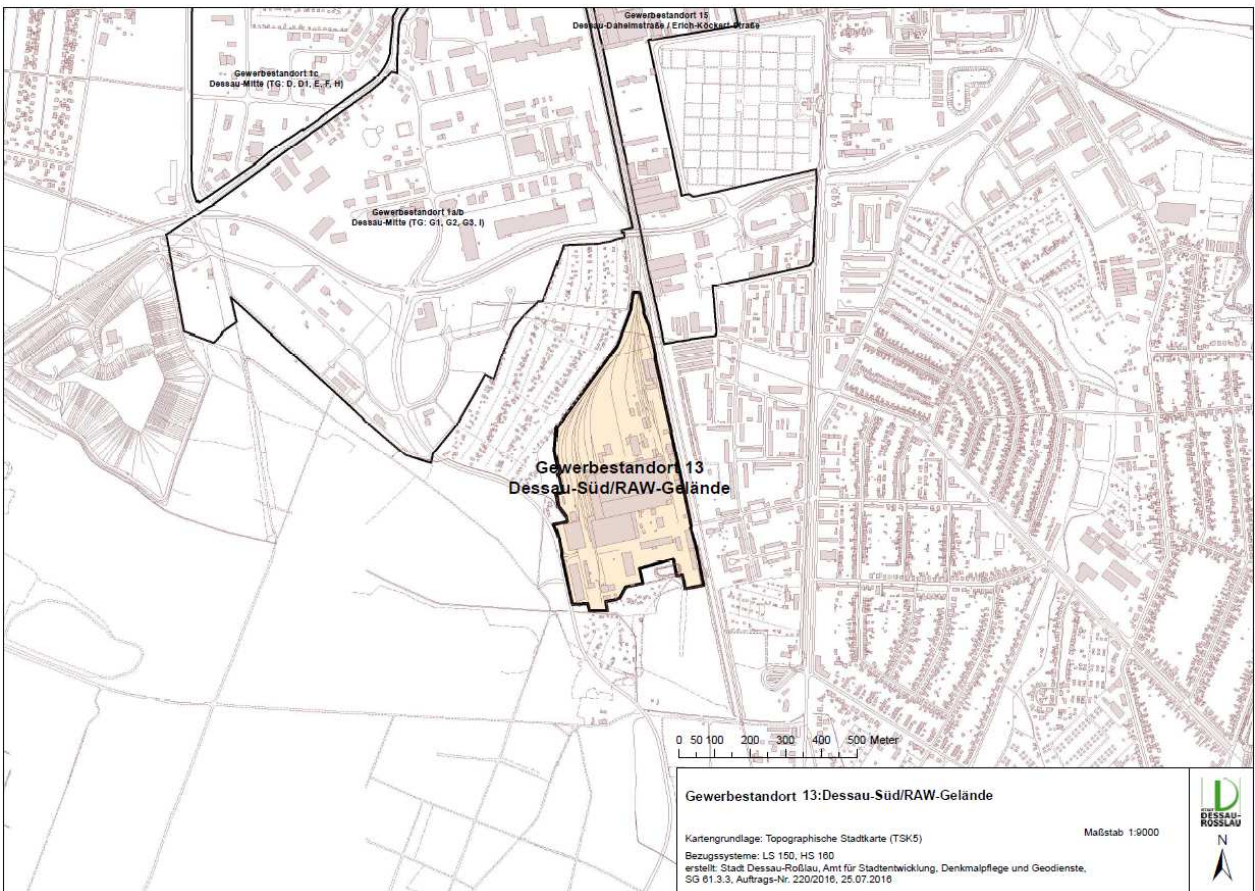 Gewerbestandort 15
Dessau-Daheimstraße / Erich-Köckert-Straße
Gewerbestandort 1c
Dessau-Mitte (TG: D, D1, E, F, H)
Gewerbestandort 1a/b
Dessau-Mitte (TG: G1, G2, G3, I)
Gewerbestandort 13
Dessau-Süd/RAW-Gelände
0 50 100 200 300 400 500 Meter
Gewerbestandort 13:Dessau-Süd/RAW-Gelände
Kartengrundlage: Topographische Stadtkarte (TSK5)
Maßstab 1:9000
Bezugssysteme: LS 150, HS 160
erstellt: Stadt Dessau-Roßlau, Amt für Stadtentwicklung, Denkmalpflege und Geodienste,
SG 61.3.3, Auftrags-Nr. 220/2016, 25.07.2016
STADT
DESSAU-
ROSSLAU
N